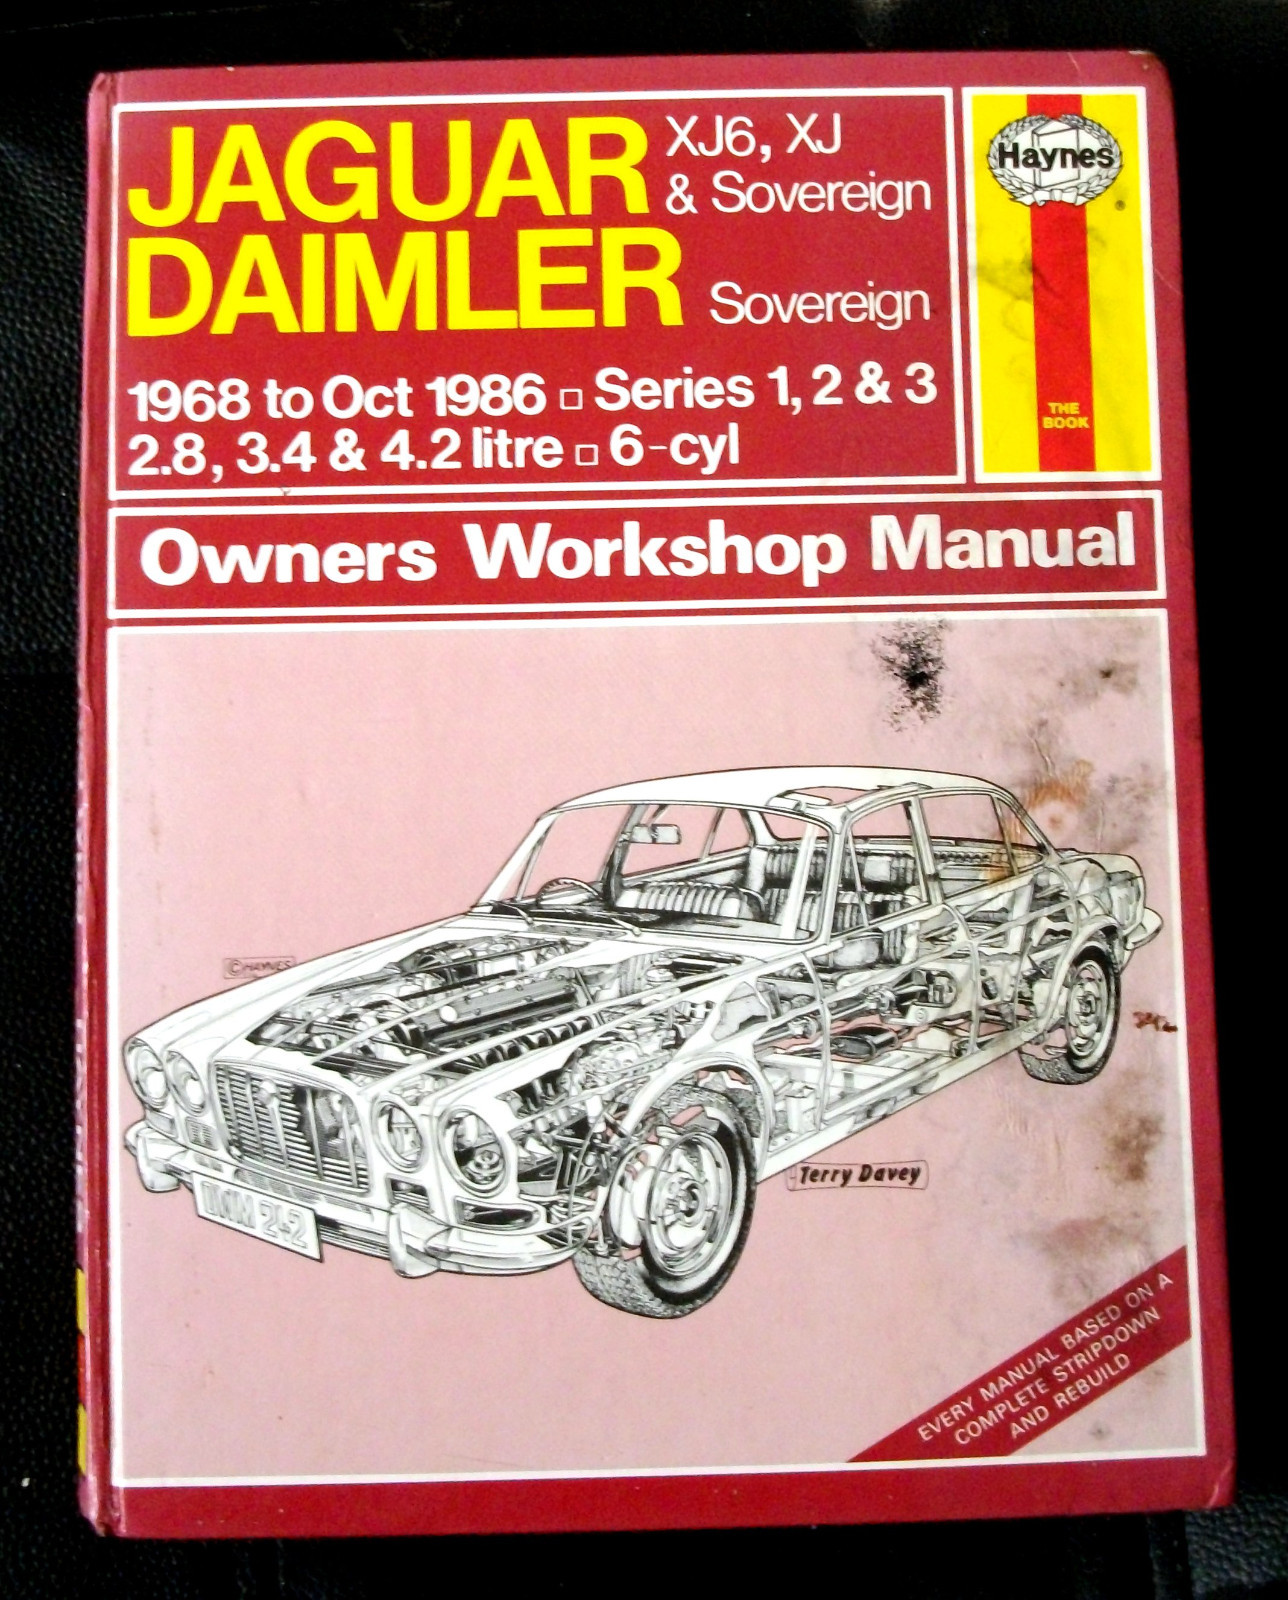 JAGUAR XJ6, XJ
& Sovereign
DAIMLER Sovereign
1968 to Oct 1986 □ Series 1, 2 & 3
2.8, 3.4 & 4.2 litre □ 6-cyl
Haynes
®
THE
BOOK
Owners Workshop Manual
© HAYNES
Terry Davey
EVERY MANUAL BASED ON A
COMPLETE STRIPDOWN
AND REBUILD